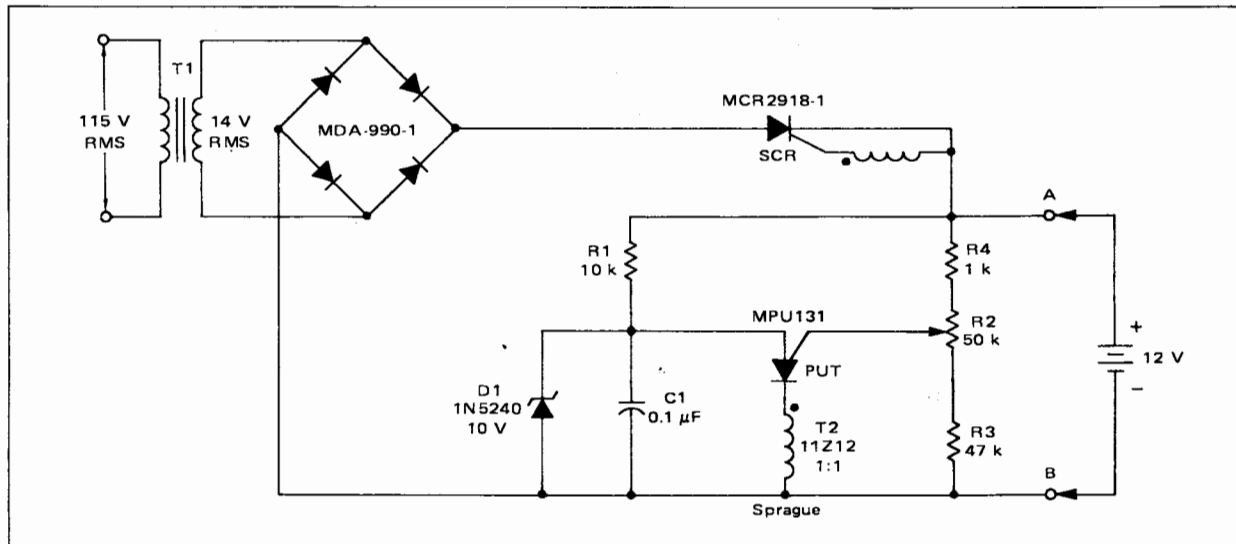 T1
115 V
RMS
14 V
RMS
MDA-990-1
MCR2918-1
SCR
A
R1
10 k
R4
1 k
MPU131
R2
50 k
+
12 V
−
PUT
D1
1N5240
10 V
C1
0.1 μF
T2
11Z12
1:1
R3
47 k
B
Sprague